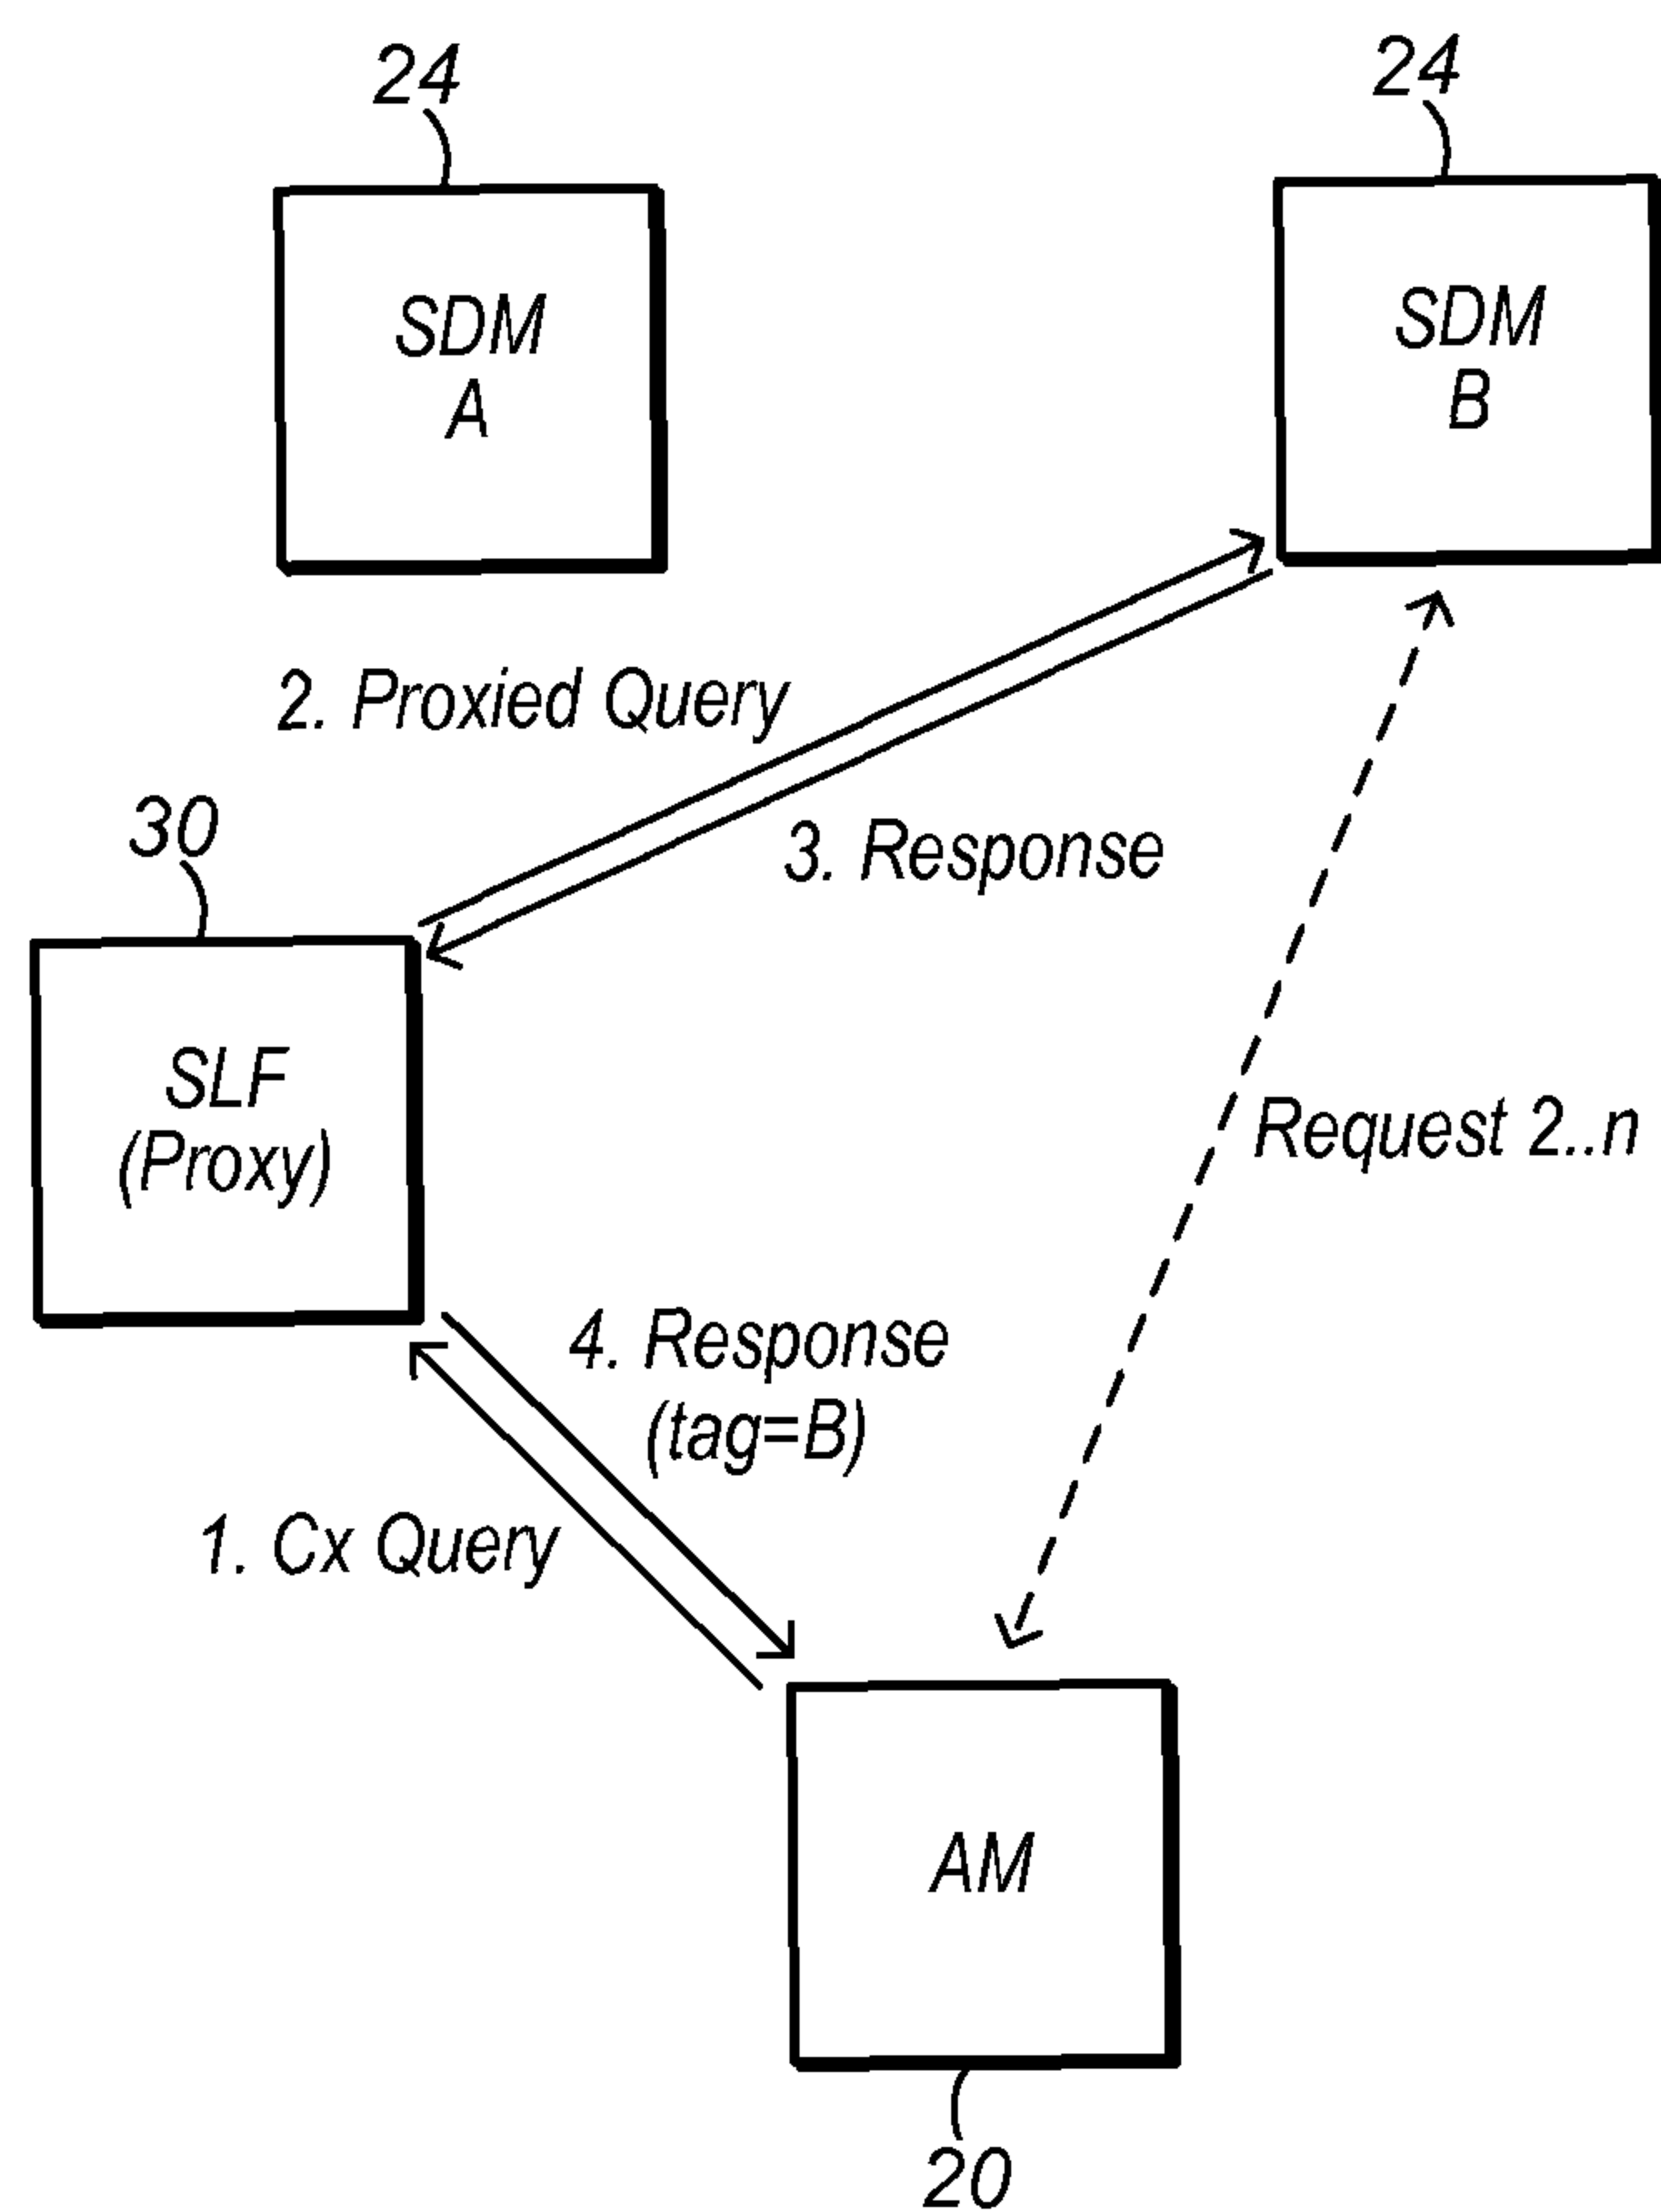 24
24
SDM
A
SDM
B
2. Proxied Query
3. Response
30
SLF
(Proxy)
Request 2..n
4. Response
(tag=B)
1. Cx Query
AM
20